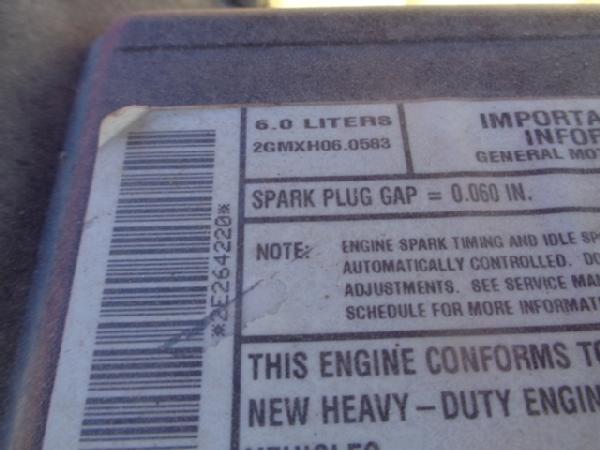 *2E264220*
6.0 LITERS
2GMXH06.0583
IMPORTA
INFOR
GENERAL MOT
SPARK PLUG GAP = 0.060 IN.
NOTE: ENGINE SPARK TIMING AND IDLE SP
AUTOMATICALLY CONTROLLED. DO
ADJUSTMENTS. SEE SERVICE MAN
SCHEDULE FOR MORE INFORMAT
THIS ENGINE CONFORMS TO
NEW HEAVY-DUTY ENGIN
VEHICLES